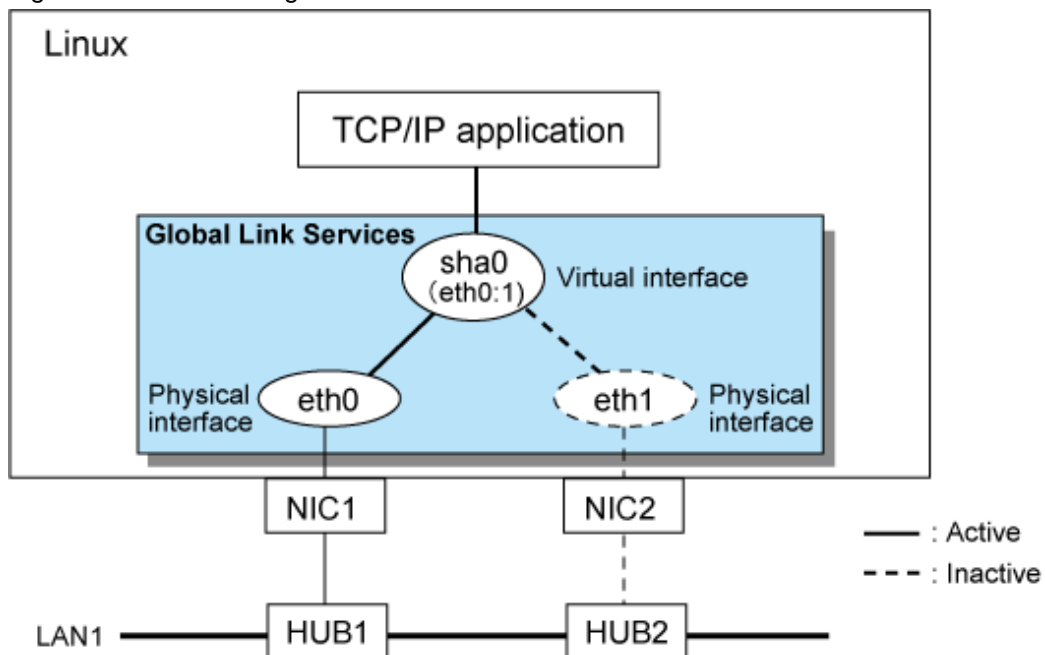 Linux
TCP/IP application
Global Link Services
sha0
(eth0:1)
Virtual interface
Physical
interface
eth0
eth1
Physical
interface
NIC1
NIC2
: Active
: Inactive
LAN1
HUB1
HUB2